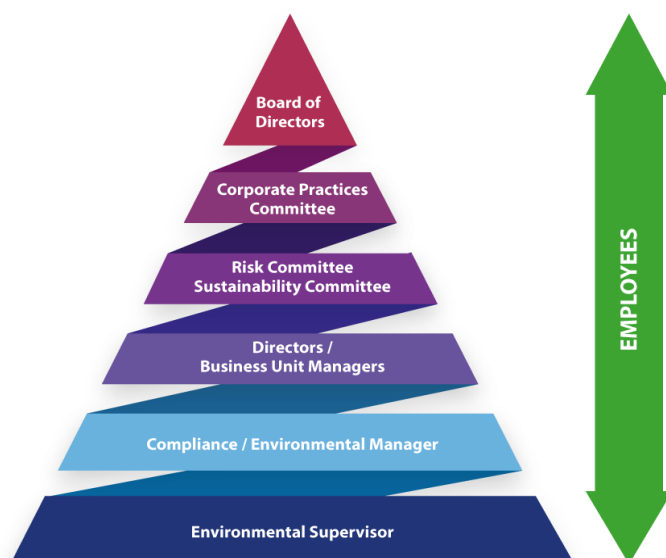 Board of
Directors
Corporate Practices
Committee
Risk Committee
Sustainability Committee
Directors /
Business Unit Managers
Compliance / Environmental Manager
Environmental Supervisor
EMPLOYEES